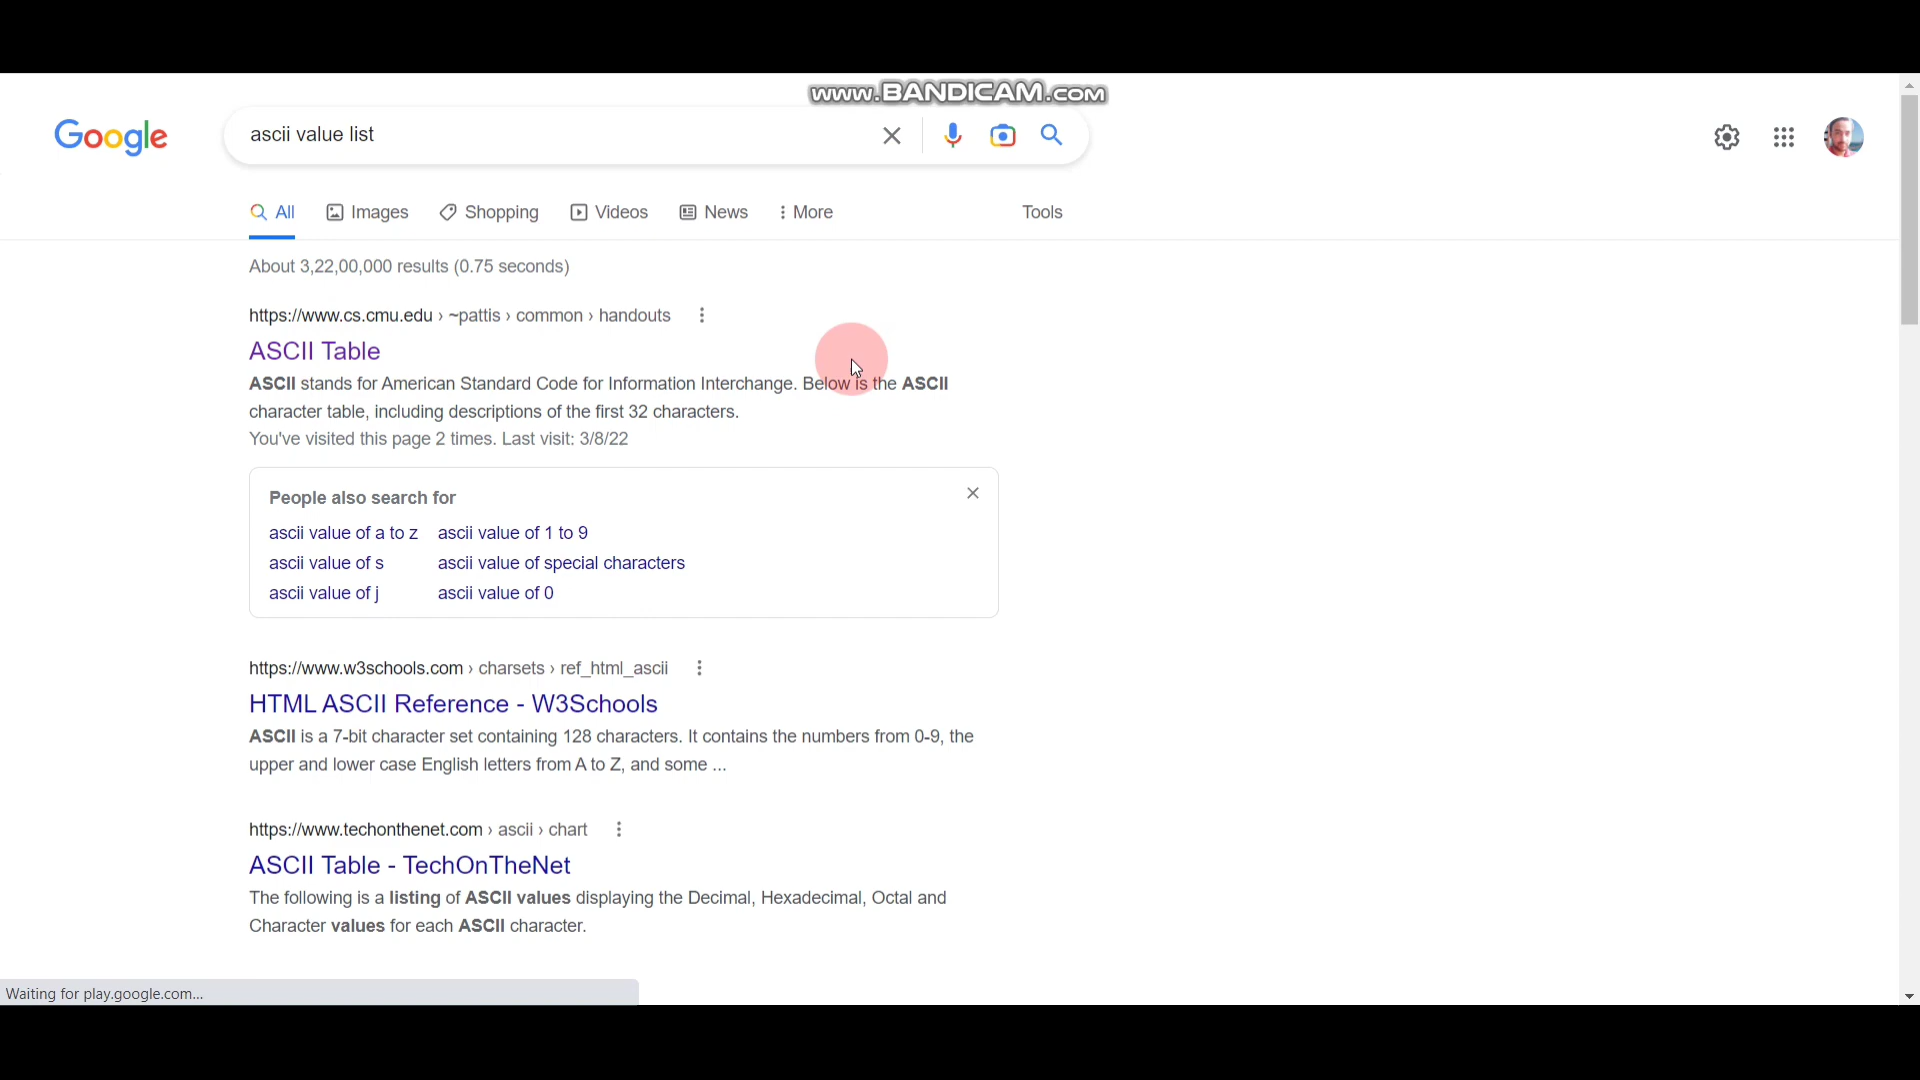 www.BANDICAM.com
Google
ascii value list
All
Images
Shopping
Videos
News
More
Tools
About 3,22,00,000 results (0.75 seconds)
https://www.cs.cmu.edu › ~pattis › common › handouts
ASCII Table
ASCII stands for American Standard Code for Information Interchange. Below is the ASCII
character table, including descriptions of the first 32 characters.
You've visited this page 2 times. Last visit: 3/8/22
People also search for
ascii value of a to z ascii value of 1 to 9
ascii value of s ascii value of special characters
ascii value of j ascii value of 0
https://www.w3schools.com › charsets › ref_html_ascii
HTML ASCII Reference - W3Schools
ASCII is a 7-bit character set containing 128 characters. It contains the numbers from 0-9, the
upper and lower case English letters from A to Z, and some ...
https://www.techonthenet.com › ascii › chart
ASCII Table - TechOnTheNet
The following is a listing of ASCII values displaying the Decimal, Hexadecimal, Octal and
Character values for each ASCII character.
Waiting for play.google.com...